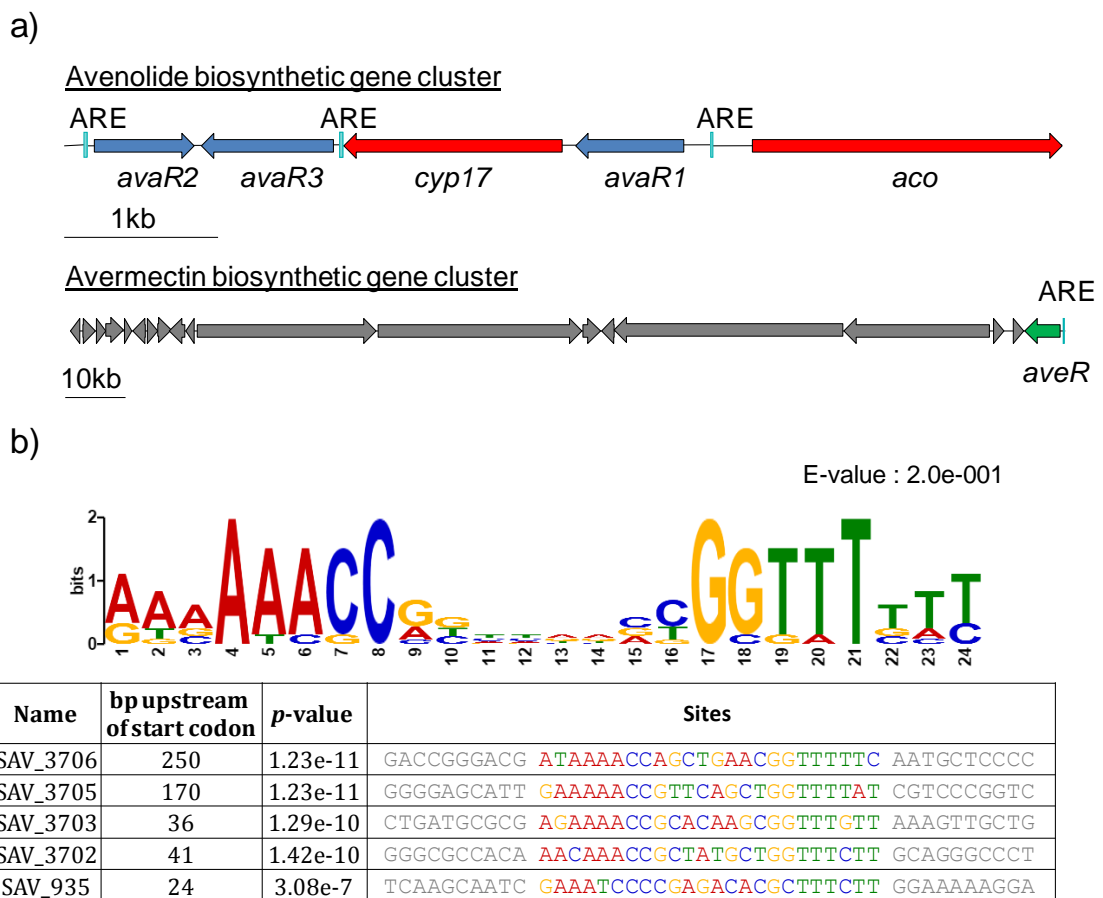 a)
Avenolide biosynthetic gene cluster
ARE ARE ARE
avaR2 avaR3 cyp17 avaR1 aco
1kb
Avermectin biosynthetic gene cluster
ARE
10kb aveR
b)
E-value : 2.0e-001
2
bits
1
0
1 2 3 4 5 6 7 8 9 10 11 12 13 14 15 16 17 18 19 20 21 22 23 24
Name bp upstream of start codon p-value Sites
SAV_3706 250 1.23e-11 GACCGGGACG ATAAAACCAGCTGAACGGTTTTTC AATGCTCCCC
SAV_3705 170 1.23e-11 GGGGAGCATT GAAAAACCGTTCAGCTGGTTTTAT CGTCCCGGTC
SAV_3703 36 1.29e-10 CTGATGCGCG AGAAAACCGCACAAGCGGTTTGTT AAAGTTGCTG
SAV_3702 41 1.42e-10 GGGCGCCACA AACAAACCGCTATGCTGGTTTCTT GCAGGGCCCT
SAV_935 24 3.08e-7 TCAAGCAATC GAAATCCCCGAGACACGCTTTCTT GGAAAAAGGA